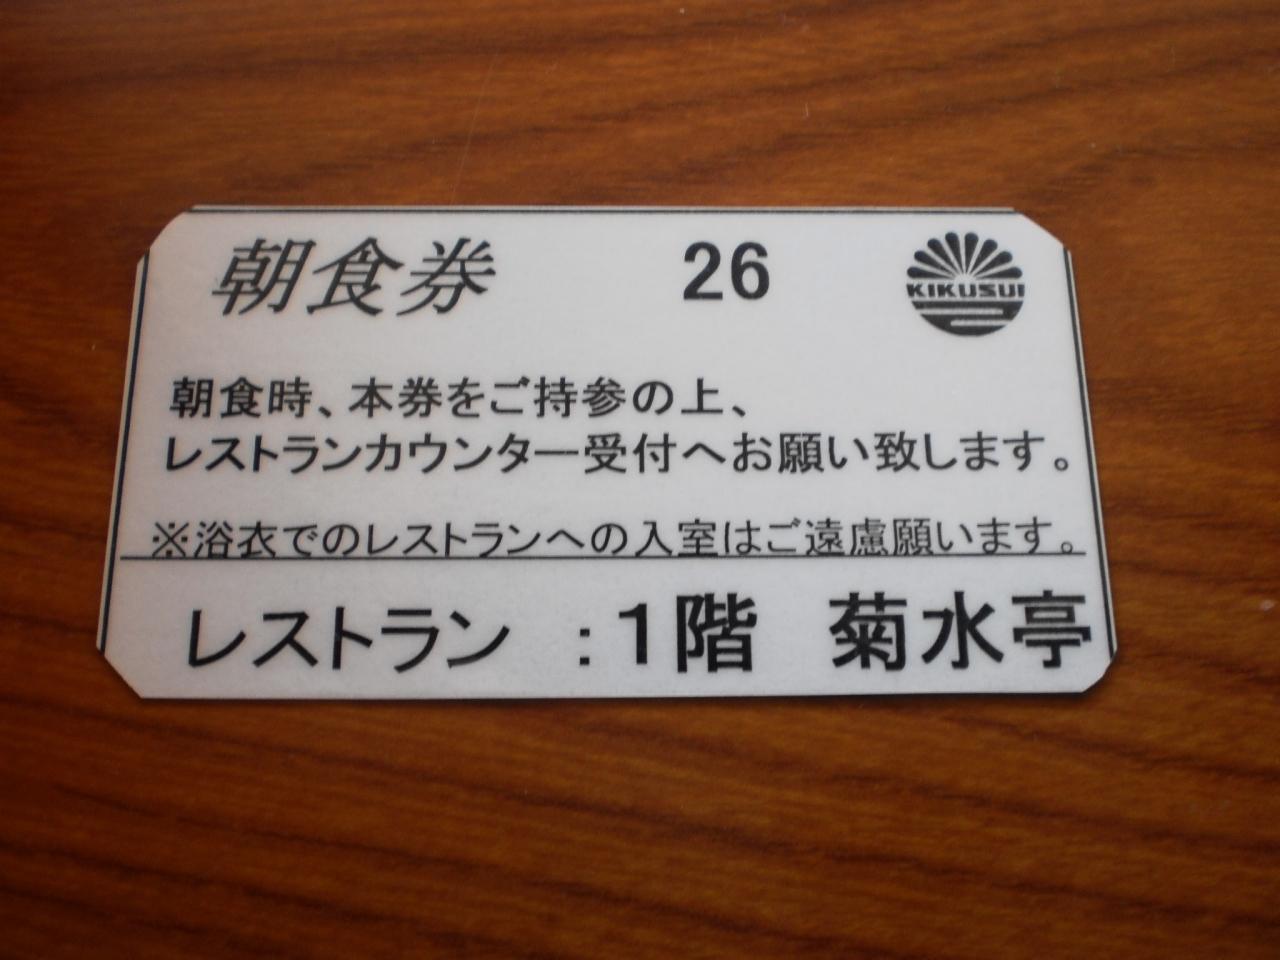 朝食券 26
KIKUSUI
朝食時、本券をご持参の上、
レストランカウンター受付へお願い致します。
※浴衣でのレストランへの入室はご遠慮願います。
レストラン :1階 菊水亭